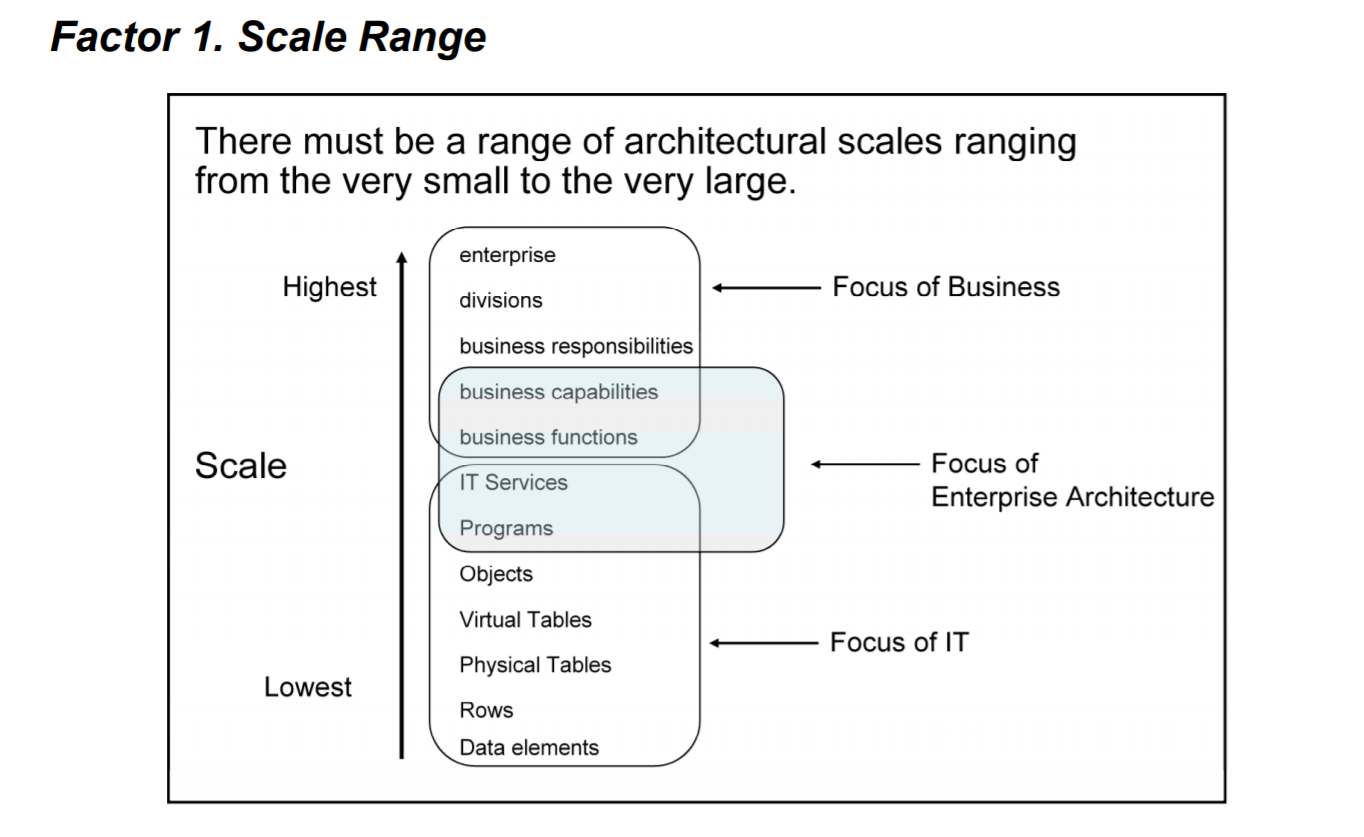 Factor 1. Scale Range
There must be a range of architectural scales ranging
from the very small to the very large.
enterprise
Highest
Focus of Business
divisions
business responsibilities
business capabilities
business functions
Scale
Focus of
Enterprise Architecture
IT Services
Programs
Objects
Virtual Tables
Focus of IT
Physical Tables
Lowest
Rows
Data elements